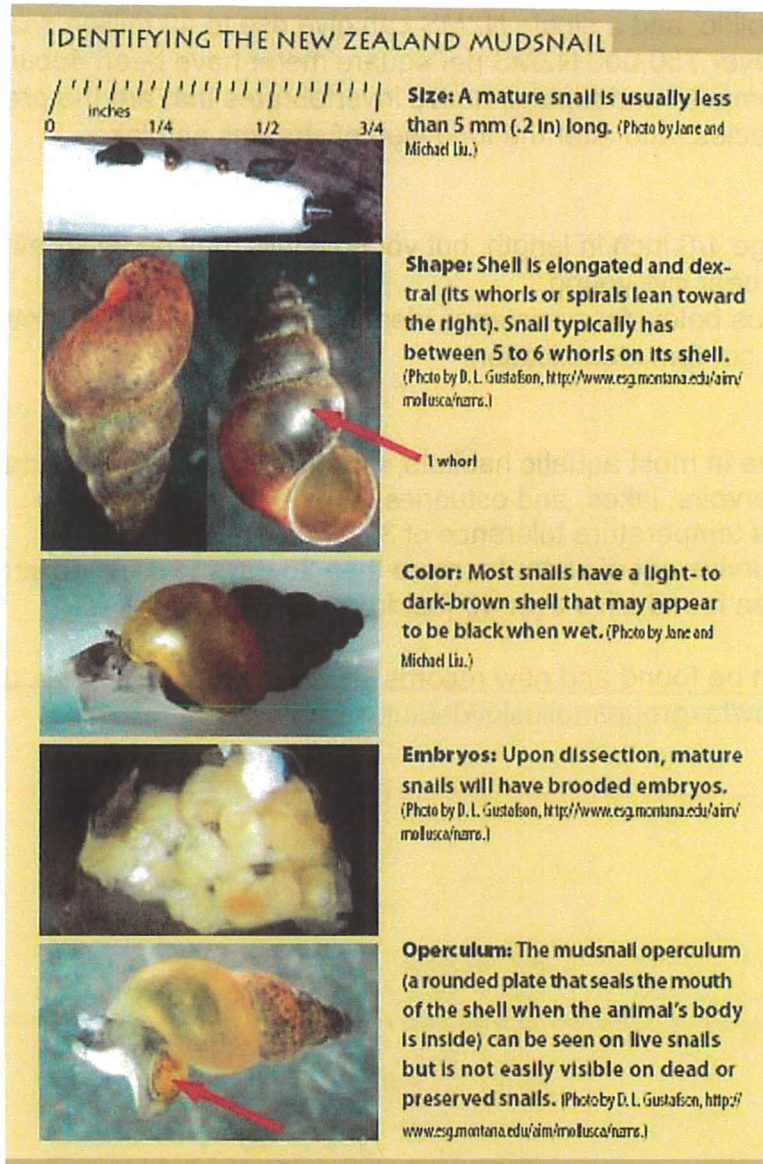 IDENTIFYING THE NEW ZEALAND MUDSNAIL
inches
0 1/4 1/2 3/4
Size: A mature snail is usually less
than 5 mm (.2 in) long. (Photo by Jane and
Michael Liu.)
Shape: Shell is elongated and dex-
tral (its whorls or spirals lean toward
the right). Snail typically has
between 5 to 6 whorls on its shell.
(Photo by D. L. Gustafson, http://www.esg.montana.edu/aim/
mollusca/nzms.)
1 whorl
Color: Most snails have a light- to
dark-brown shell that may appear
to be black when wet. (Photo by Jane and
Michael Liu.)
Embryos: Upon dissection, mature
snails will have brooded embryos.
(Photo by D. L. Gustafson, http://www.esg.montana.edu/aim/
mollusca/nzms.)
Operculum: The mudsnail operculum
(a rounded plate that seals the mouth
of the shell when the animal's body
is inside) can be seen on live snails
but is not easily visible on dead or
preserved snails. (Photo by D. L. Gustafson, http://
www.esg.montana.edu/aim/mollusca/nzms.)